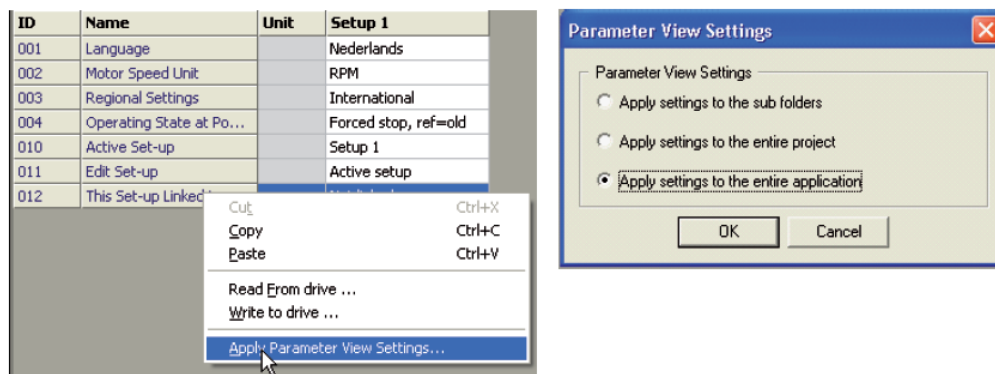 ID Name Unit Setup 1
001 Language Nederlands
002 Motor Speed Unit RPM
003 Regional Settings International
004 Operating State at Po... Forced stop, ref=old
010 Active Set-up Setup 1
011 Edit Set-up Active setup
012 This Set-up Linked
Cut Ctrl+X
Copy Ctrl+C
Paste Ctrl+V
Read From drive ...
Write to drive ...
Apply Parameter View Settings...
Parameter View Settings
Parameter View Settings
Apply settings to the sub folders
Apply settings to the entire project
Apply settings to the entire application
OK Cancel